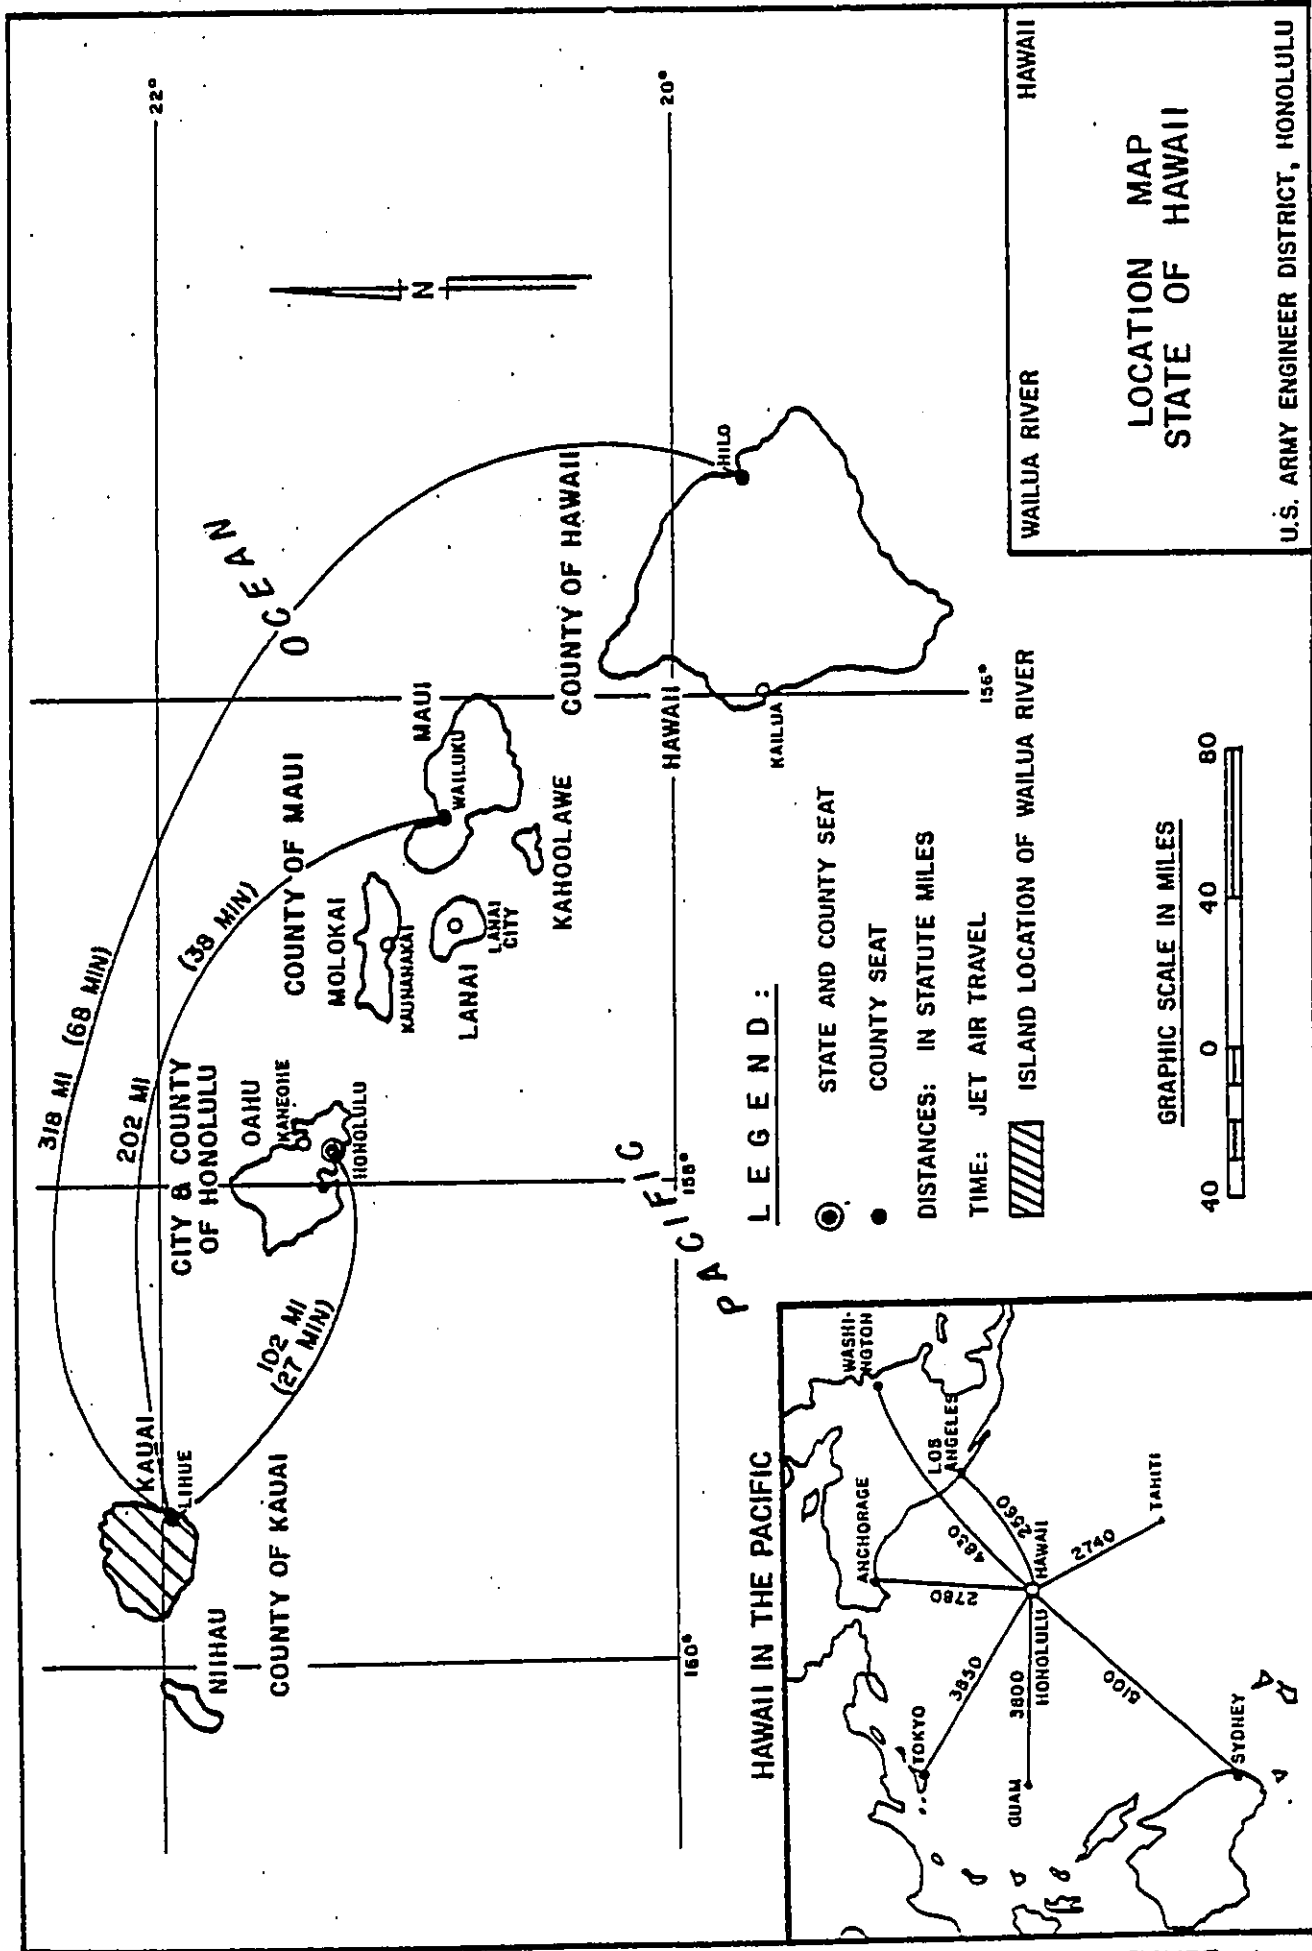 22°
20°
156°
158°
160°
OCEAN
PACIFIC
N
318 MI (68 MIN)
202 MI
(38 MIN)
102 MI
(27 MIN)
KAUAI
LIHUE
NIIHAU
COUNTY OF KAUAI
CITY & COUNTY
OF HONOLULU
OAHU
KANEOHE
HONOLULU
COUNTY OF MAUI
MOLOKAI
KAUNAKAKAI
LANAI
LANAI
CITY
KAHOOLAWE
MAUI
WAILUKU
COUNTY OF HAWAII
HAWAII
HILO
KAILUA
LEGEND:
STATE AND COUNTY SEAT
COUNTY SEAT
DISTANCES: IN STATUTE MILES
TIME: JET AIR TRAVEL
ISLAND LOCATION OF WAILUA RIVER
GRAPHIC SCALE IN MILES
40 0 40 80
HAWAII IN THE PACIFIC
WASHI-
NGTON
LOS
ANGELES
ANCHORAGE
TOKYO
GUAM
HONOLULU
HAWAII
TAHITI
SYDNEY
4830
2560
2780
2740
3850
3800
5100
WAILUA RIVER HAWAII
LOCATION MAP
STATE OF HAWAII
U.S. ARMY ENGINEER DISTRICT, HONOLULU